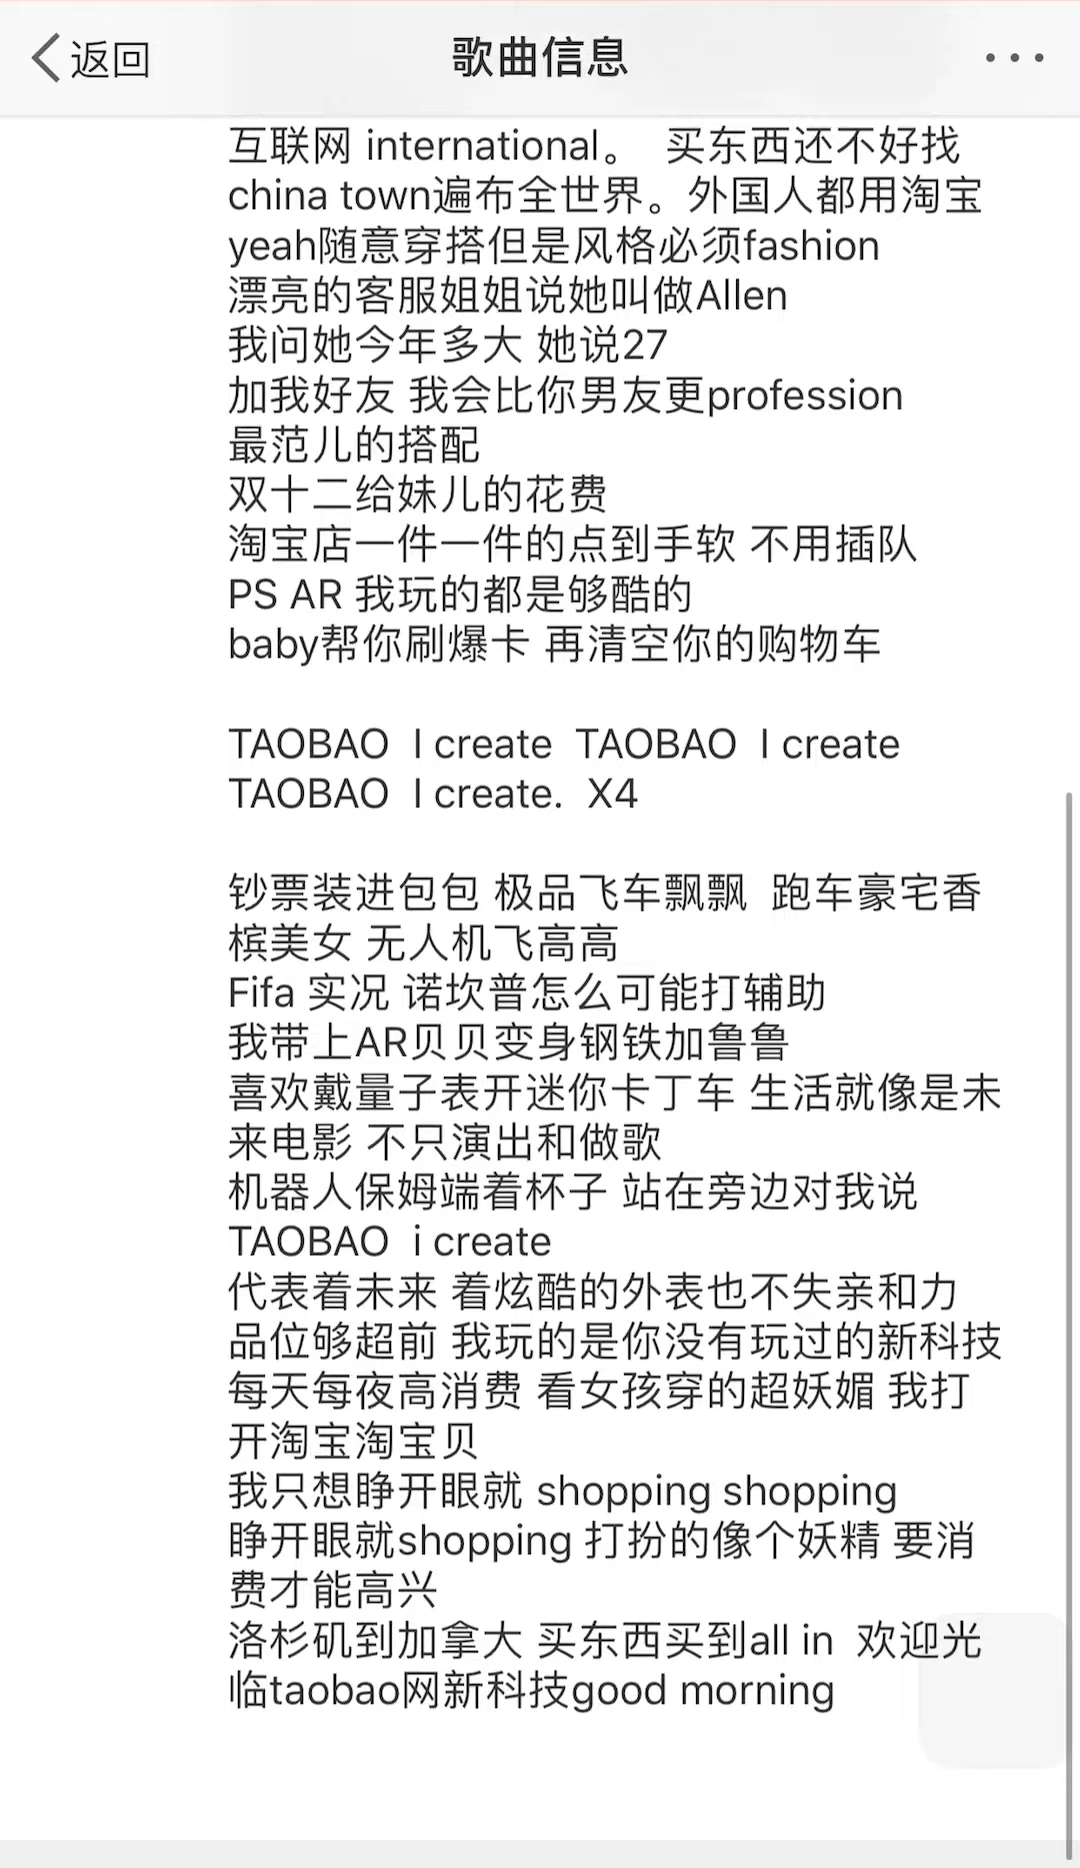 返回
歌曲信息
互联网 international。 买东西还不好找
china town遍布全世界。外国人都用淘宝
yeah随意穿搭但是风格必须fashion
漂亮的客服姐姐说她叫做Allen
我问她今年多大 她说27
加我好友 我会比你男友更profession
最范儿的搭配
双十二给妹儿的花费
淘宝店一件一件的点到手软 不用插队
PS AR 我玩的都是够酷的
baby帮你刷爆卡 再清空你的购物车
TAOBAO I create TAOBAO I create
TAOBAO I create. X4
钞票装进包包 极品飞车飘飘 跑车豪宅香
槟美女 无人机飞高高
Fifa 实况 诺坎普怎么可能打辅助
我带上AR贝贝变身钢铁加鲁鲁
喜欢戴量子表开迷你卡丁车 生活就像是未
来电影 不只演出和做歌
机器人保姆端着杯子 站在旁边对我说
TAOBAO i create
代表着未来 着炫酷的外表也不失亲和力
品位够超前 我玩的是你没有玩过的新科技
每天每夜高消费 看女孩穿的超妖媚 我打
开淘宝淘宝贝
我只想睁开眼就 shopping shopping
睁开眼就shopping 打扮的像个妖精 要消
费才能高兴
洛杉矶到加拿大 买东西买到all in 欢迎光
临taobao网新科技good morning